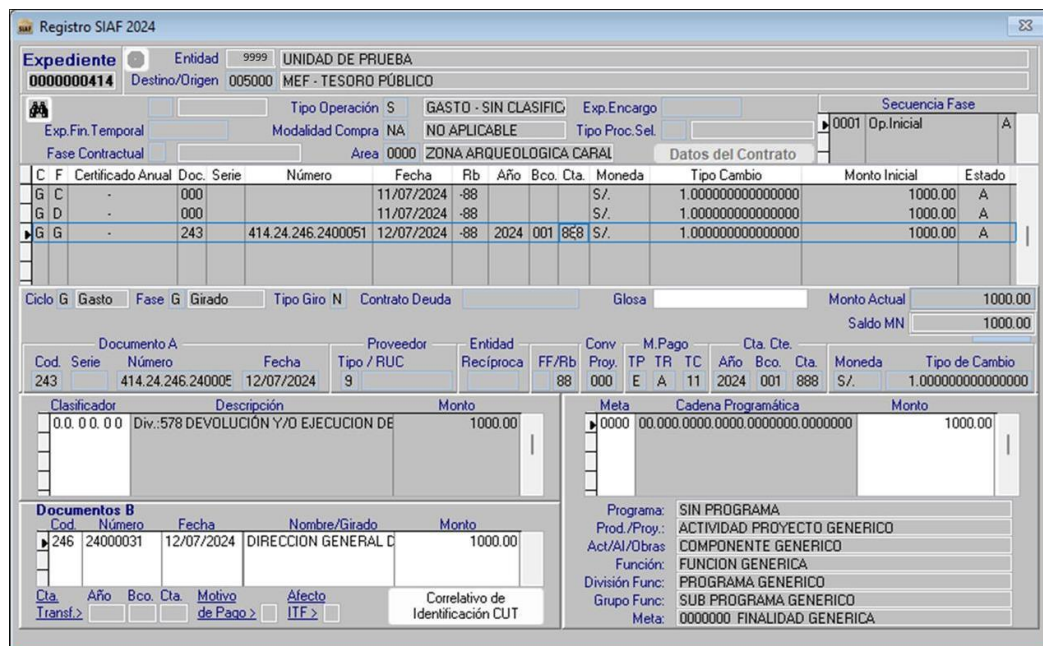 Registro SIAF 2024
Expediente Entidad 9999 UNIDAD DE PRUEBA
0000000414 Destino/Origen 005000 MEF - TESORO PÚBLICO
Tipo Operación S GASTO - SIN CLASIFIC Exp.Encargo Secuencia Fase
Exp.Fin.Temporal Modalidad Compra NA NO APLICABLE Tipo Proc.Sel. 0001 Op.Inicial A
Fase Contractual Area 0000 ZONA ARQUEOLOGICA CARAL Datos del Contrato
C F Certificado Anual Doc. Serie Número Fecha Rb Año Bco. Cta. Moneda Tipo Cambio Monto Inicial Estado
G C - 000 11/07/2024 -88 S/. 1.000000000000000 1000.00 A
G D - 000 11/07/2024 -88 S/. 1.000000000000000 1000.00 A
G G - 243 414.24.246.2400051 12/07/2024 -88 2024 001 888 S/. 1.000000000000000 1000.00 A
Ciclo G Gasto Fase G Girado Tipo Giro N Contrato Deuda Glosa Monto Actual 1000.00
Saldo MN 1000.00
Documento A Proveedor Entidad Conv M.Pago Cta. Cte.
Cod. Serie Número Fecha Tipo / RUC Recíproca FF/Rb Proy. TP TR TC Año Bco. Cta. Moneda Tipo de Cambio
243 414.24.246.240005 12/07/2024 9 88 000 E A 11 2024 001 888 S/. 1.000000000000000
Clasificador Descripción Monto Meta Cadena Programática Monto
0.0. 0 0. 0 0 Div.:578 DEVOLUCIÓN Y/O EJECUCION DE 1000.00 0000 00.000.0000.0000.0000000.0000000 1000.00
Documentos B
Cod. Número Fecha Nombre/Girado Monto
246 24000031 12/07/2024 DIRECCION GENERAL D 1000.00
Cta. Transf.> Año Bco. Cta. Motivo de Pago > Afecto ITF > Correlativo de Identificación CUT
Programa: SIN PROGRAMA
Prod./Proy.: ACTIVIDAD PROYECTO GENERICO
Act/AI/Obras COMPONENTE GENERICO
Función: FUNCION GENERICA
División Func: PROGRAMA GENERICO
Grupo Func: SUB PROGRAMA GENERICO
Meta: 0000000 FINALIDAD GENERICA